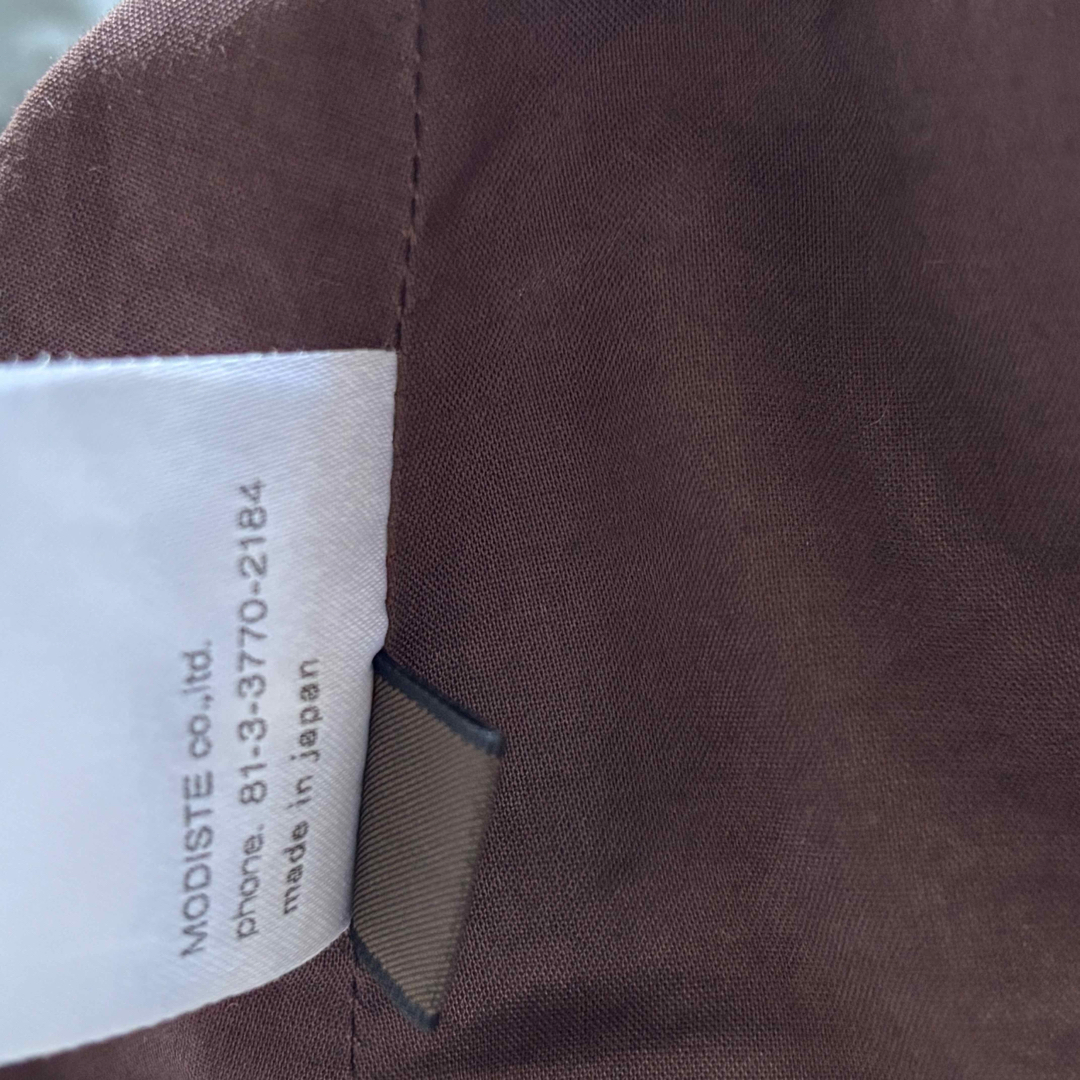 MODISTE co.,ltd.
phone. 81-3-3770-2184
made in japan